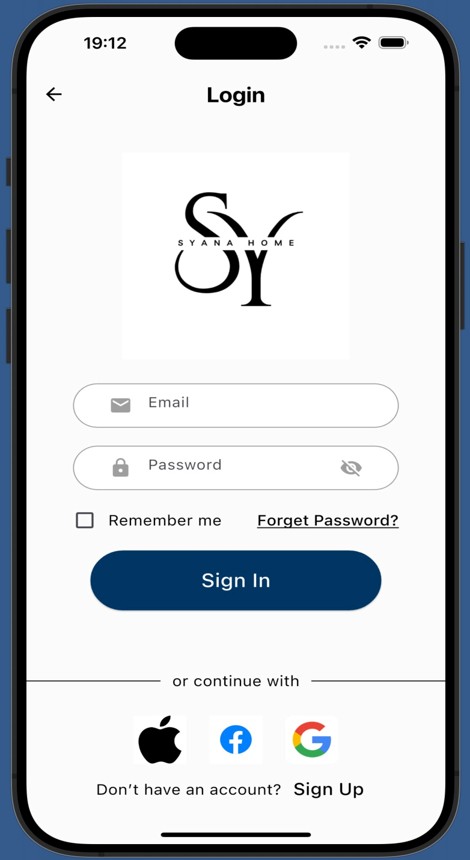 19:12
Login
SY
SYANA HOME
Email
Password
Remember me Forget Password?
Sign In
or continue with
Don't have an account? Sign Up